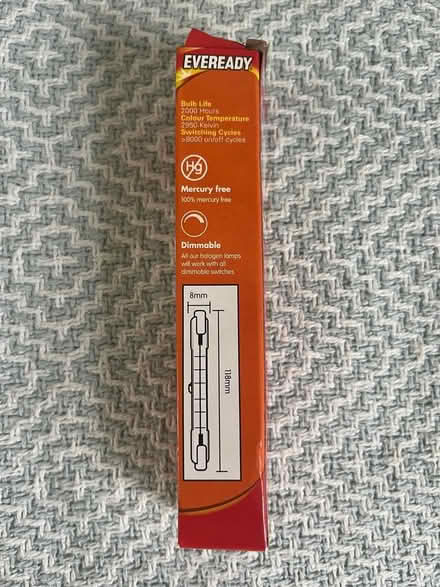 EVEREADY
Bulb Life
2000 Hours
Colour Temperature
2950 Kelvin
Switching Cycles
>8000 on/off cycles
Hg
Mercury free
100% mercury free
Dimmable
All our halogen lamps
will work with all
dimmable switches
8mm
118mm